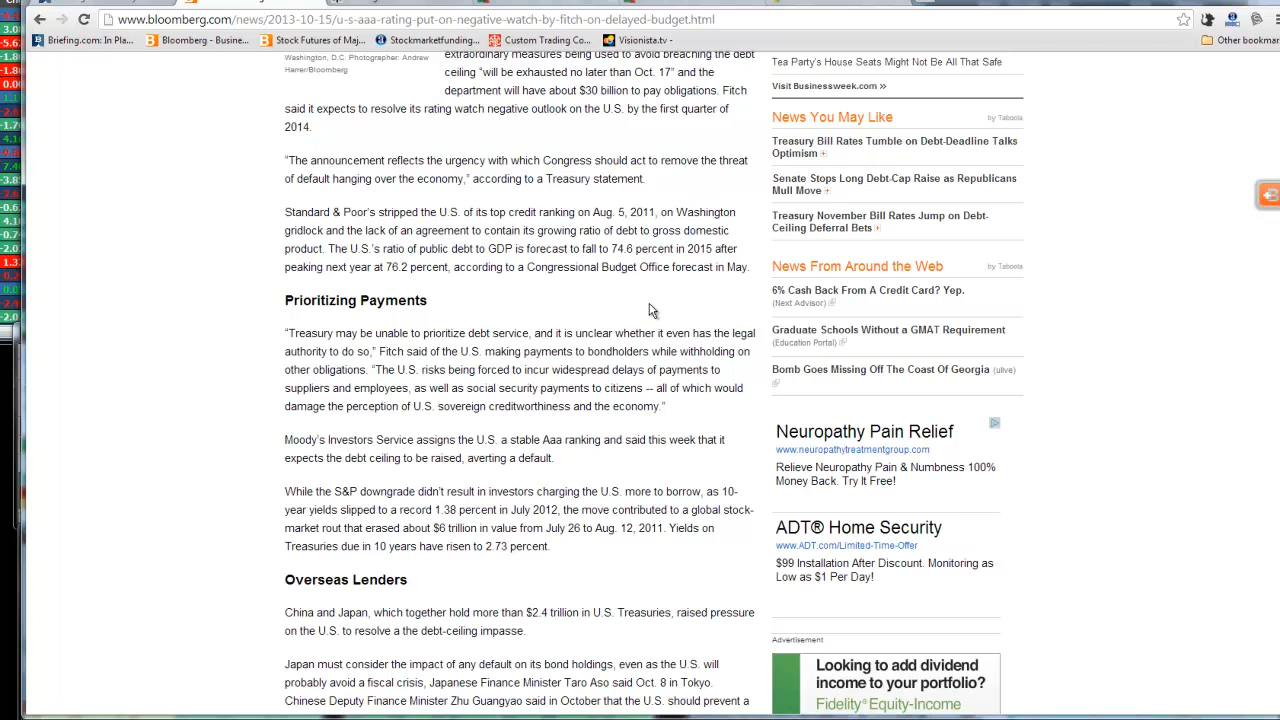 www.bloomberg.com/news/2013-10-15/u-s-aaa-rating-put-on-negative-watch-by-fitch-on-delayed-budget.html
Briefing.com: In Pla...
Bloomberg - Busine...
Stock Futures of Maj...
Stockmarketfunding...
Custom Trading Co...
Visionista.tv -
Other bookmar
Washington, D.C. Photographer: Andrew
Harrer/Bloomberg
extraordinary measures being used to avoid breaching the debt
ceiling “will be exhausted no later than Oct. 17” and the
department will have about $30 billion to pay obligations. Fitch
said it expects to resolve its rating watch negative outlook on the U.S. by the first quarter of
2014.
“The announcement reflects the urgency with which Congress should act to remove the threat
of default hanging over the economy,” according to a Treasury statement.
Standard & Poor’s stripped the U.S. of its top credit ranking on Aug. 5, 2011, on Washington
gridlock and the lack of an agreement to contain its growing ratio of debt to gross domestic
product. The U.S.’s ratio of public debt to GDP is forecast to fall to 74.6 percent in 2015 after
peaking next year at 76.2 percent, according to a Congressional Budget Office forecast in May.
Prioritizing Payments
“Treasury may be unable to prioritize debt service, and it is unclear whether it even has the legal
authority to do so,” Fitch said of the U.S. making payments to bondholders while withholding on
other obligations. “The U.S. risks being forced to incur widespread delays of payments to
suppliers and employees, as well as social security payments to citizens -- all of which would
damage the perception of U.S. sovereign creditworthiness and the economy.”
Moody’s Investors Service assigns the U.S. a stable Aaa ranking and said this week that it
expects the debt ceiling to be raised, averting a default.
While the S&P downgrade didn’t result in investors charging the U.S. more to borrow, as 10-
year yields slipped to a record 1.38 percent in July 2012, the move contributed to a global stock-
market rout that erased about $6 trillion in value from July 26 to Aug. 12, 2011. Yields on
Treasuries due in 10 years have risen to 2.73 percent.
Overseas Lenders
China and Japan, which together hold more than $2.4 trillion in U.S. Treasuries, raised pressure
on the U.S. to resolve the a debt-ceiling impasse.
Japan must consider the impact of any default on its bond holdings, even as the U.S. will
probably avoid a fiscal crisis, Japanese Finance Minister Taro Aso said Oct. 8 in Tokyo.
Chinese Deputy Finance Minister Zhu Guangyao said in October that the U.S. should prevent a
Tea Party’s House Seats Might Not Be All That Safe
Visit Businessweek.com »
News You May Like
by Taboola
Treasury Bill Rates Tumble on Debt-Deadline Talks
Optimism
Senate Stops Long Debt-Cap Raise as Republicans
Mull Move
Treasury November Bill Rates Jump on Debt-
Ceiling Deferral Bets
News From Around the Web
by Taboola
6% Cash Back From A Credit Card? Yep.
(Next Advisor)
Graduate Schools Without a GMAT Requirement
(Education Portal)
Bomb Goes Missing Off The Coast Of Georgia (ulive)
Neuropathy Pain Relief
www.neuropathytreatmentgroup.com
Relieve Neuropathy Pain & Numbness 100%
Money Back. Try It Free!
ADT® Home Security
www.ADT.com/Limited-Time-Offer
$99 Installation After Discount. Monitoring as
Low as $1 Per Day!
Advertisement
Looking to add dividend
income to your portfolio?
Fidelity® Equity-Income